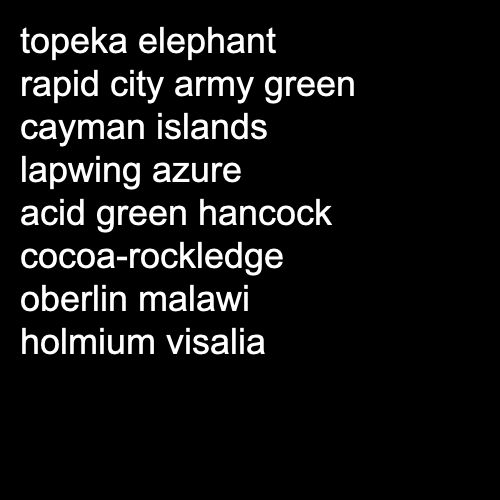 topeka elephant
rapid city army green
cayman islands
lapwing azure
acid green hancock
cocoa-rockledge
oberlin malawi
holmium visalia